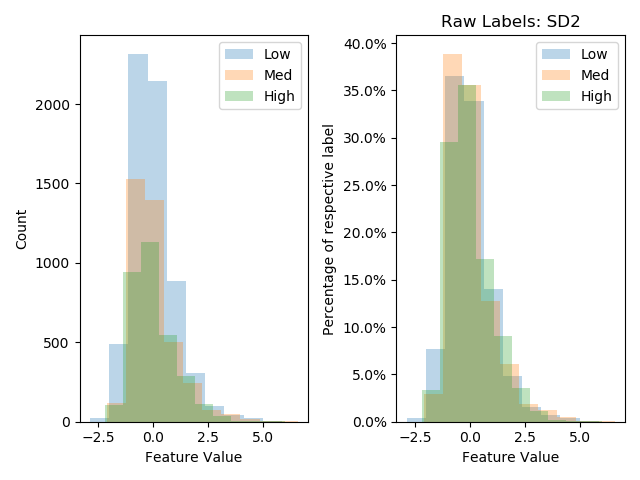 Raw Labels: SD2
Low
Med
High
2000
1500
1000
500
0
Count
−2.5
0.0
2.5
5.0
Feature Value
Low
Med
High
40.0%
35.0%
30.0%
25.0%
20.0%
15.0%
10.0%
5.0%
0.0%
Percentage of respective label
−2.5
0.0
2.5
5.0
Feature Value